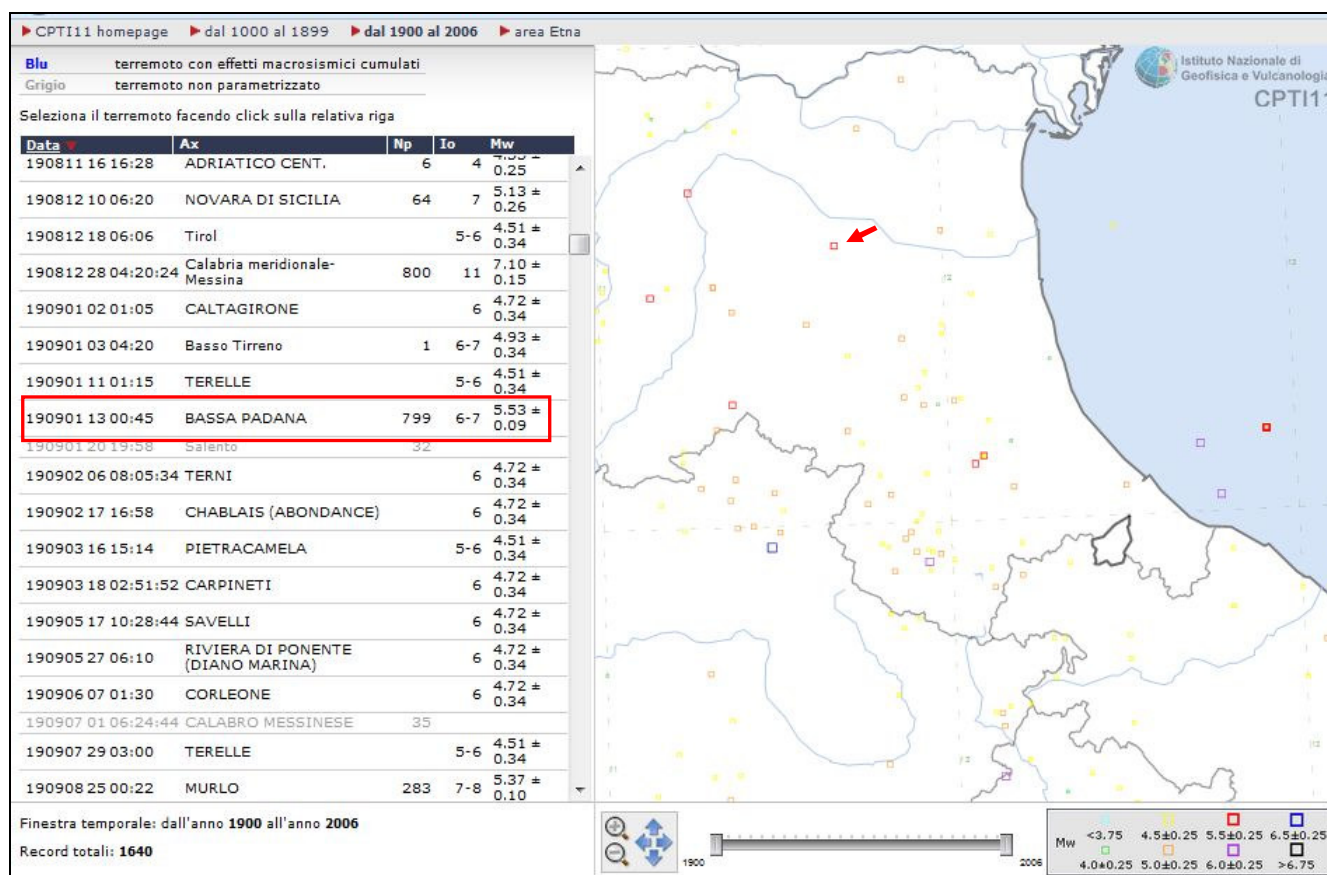 CPTI11 homepage dal 1000 al 1899 dal 1900 al 2006 area Etna
Blu terremoto con effetti macrosismici cumulati
Grigio terremoto non parametrizzato
Seleziona il terremoto facendo click sulla relativa riga
Data Ax Np Io Mw
190811 16 16:28 ADRIATICO CENT. 6 4 4.33 ± 0.25
190812 10 06:20 NOVARA DI SICILIA 64 7 5.13 ± 0.26
190812 18 06:06 Tirol 5-6 4.51 ± 0.34
190812 28 04:20:24 Calabria meridionale-Messina 800 11 7.10 ± 0.15
190901 02 01:05 CALTAGIRONE 6 4.72 ± 0.34
190901 03 04:20 Basso Tirreno 1 6-7 4.93 ± 0.34
190901 11 01:15 TERELLE 5-6 4.51 ± 0.34
190901 13 00:45 BASSA PADANA 799 6-7 5.53 ± 0.09
190901 20 19:58 Salento 32
190902 06 08:05:34 TERNI 6 4.72 ± 0.34
190902 17 16:58 CHABLAIS (ABONDANCE) 6 4.72 ± 0.34
190903 16 15:14 PIETRACAMELA 5-6 4.51 ± 0.34
190903 18 02:51:52 CARPINETI 6 4.72 ± 0.34
190905 17 10:28:44 SAVELLI 6 4.72 ± 0.34
190905 27 06:10 RIVIERA DI PONENTE (DIANO MARINA) 6 4.72 ± 0.34
190906 07 01:30 CORLEONE 6 4.72 ± 0.34
190907 01 06:24:44 CALABRO MESSINESE 35
190907 29 03:00 TERELLE 5-6 4.51 ± 0.34
190908 25 00:22 MURLO 283 7-8 5.37 ± 0.10
Finestra temporale: dall'anno 1900 all'anno 2006
Record totali: 1640
Istituto Nazionale di
Geofisica e Vulcanologia
CPTI11
1900 2006
Mw <3.75 4.5±0.25 5.5±0.25 6.5±0.25
4.0±0.25 5.0±0.25 6.0±0.25 >6.75